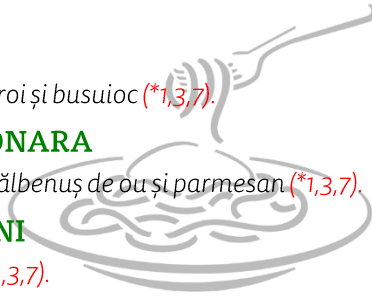 roi și busuioc (*1,3,7).
ONARA
ălbenuș de ou și parmesan (*1,3,7).
NI
,3,7).